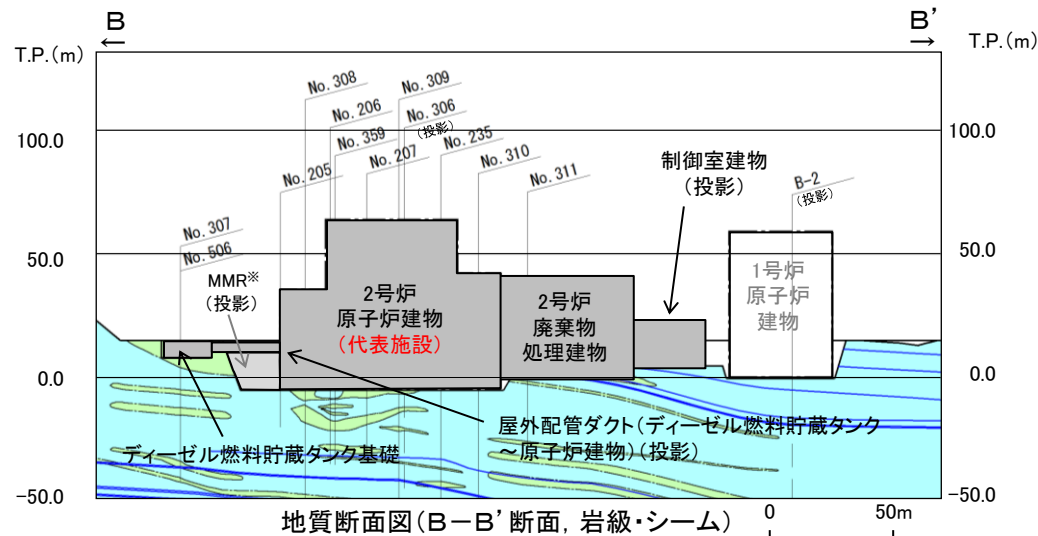 B
B'
T.P.(m)
T.P.(m)
No. 308
No. 309
No. 206
No. 306
(投影)
No. 359
No. 235
No. 205
No. 207
No. 310
No. 311
制御室建物
(投影)
B-2
(投影)
100.0
100.0
No. 307
No. 506
50.0
50.0
MMR※
(投影)
2号炉
原子炉建物
(代表施設)
2号炉
廃棄物
処理建物
1号炉
原子炉
建物
0.0
0.0
屋外配管ダクト(ディーゼル燃料貯蔵タンク
~原子炉建物)(投影)
ディーゼル燃料貯蔵タンク基礎
-50.0
-50.0
地質断面図(B-B'断面,岩級・シーム)
0
50m